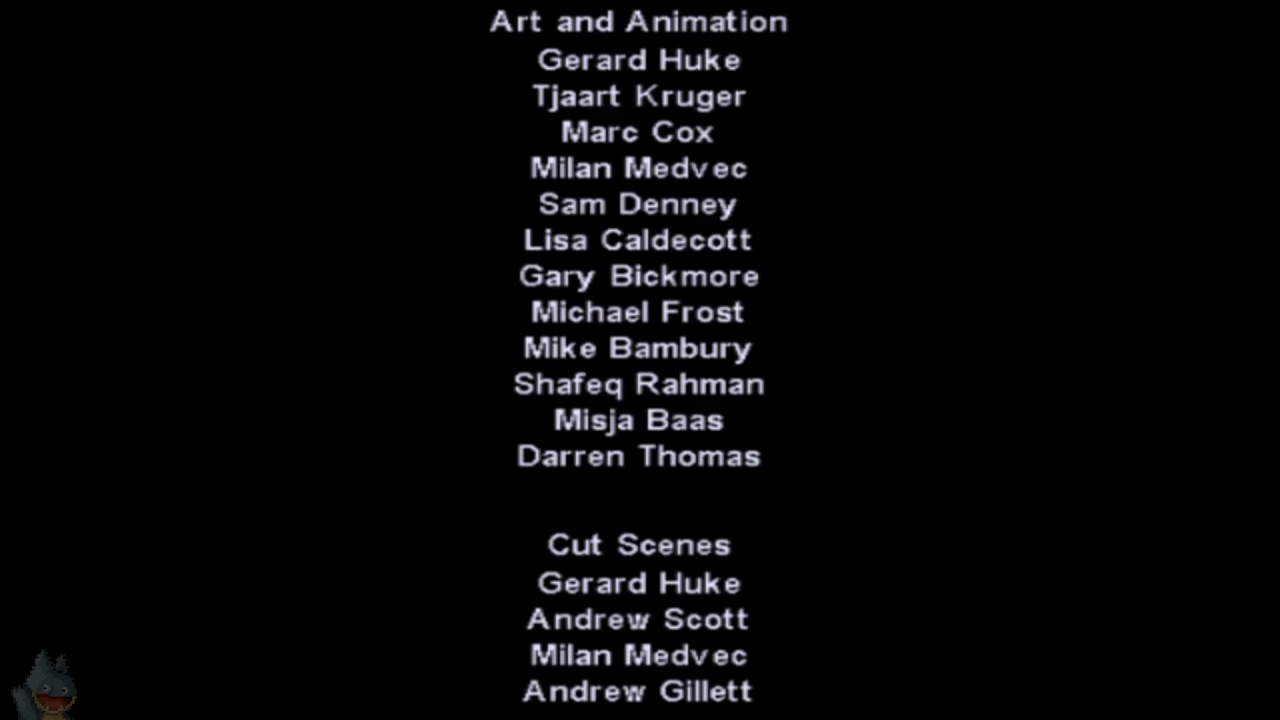 Art and Animation
Gerard Huke
Tjaart Kruger
Marc Cox
Milan Medvec
Sam Denney
Lisa Caldecott
Gary Bickmore
Michael Frost
Mike Bambury
Shafeq Rahman
Misja Baas
Darren Thomas
Cut Scenes
Gerard Huke
Andrew Scott
Milan Medvec
Andrew Gillett